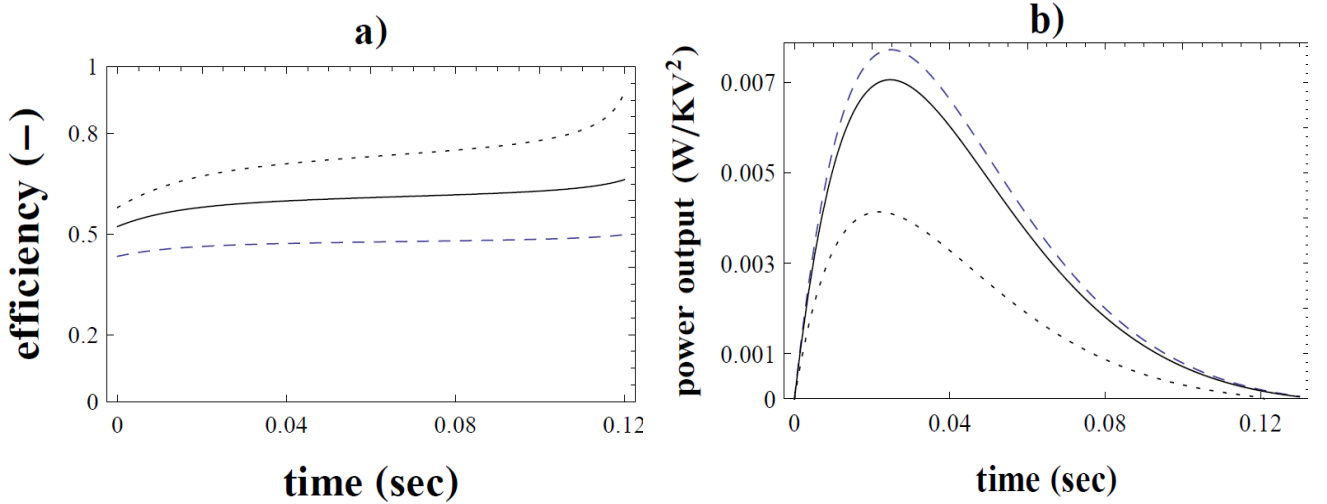 a)
efficiency (−)
1
0.8
0.5
0.2
0
0 0.04 0.08 0.12
time (sec)
b)
power output (W/KV²)
0.007
0.005
0.003
0.001
0
0 0.04 0.08 0.12
time (sec)